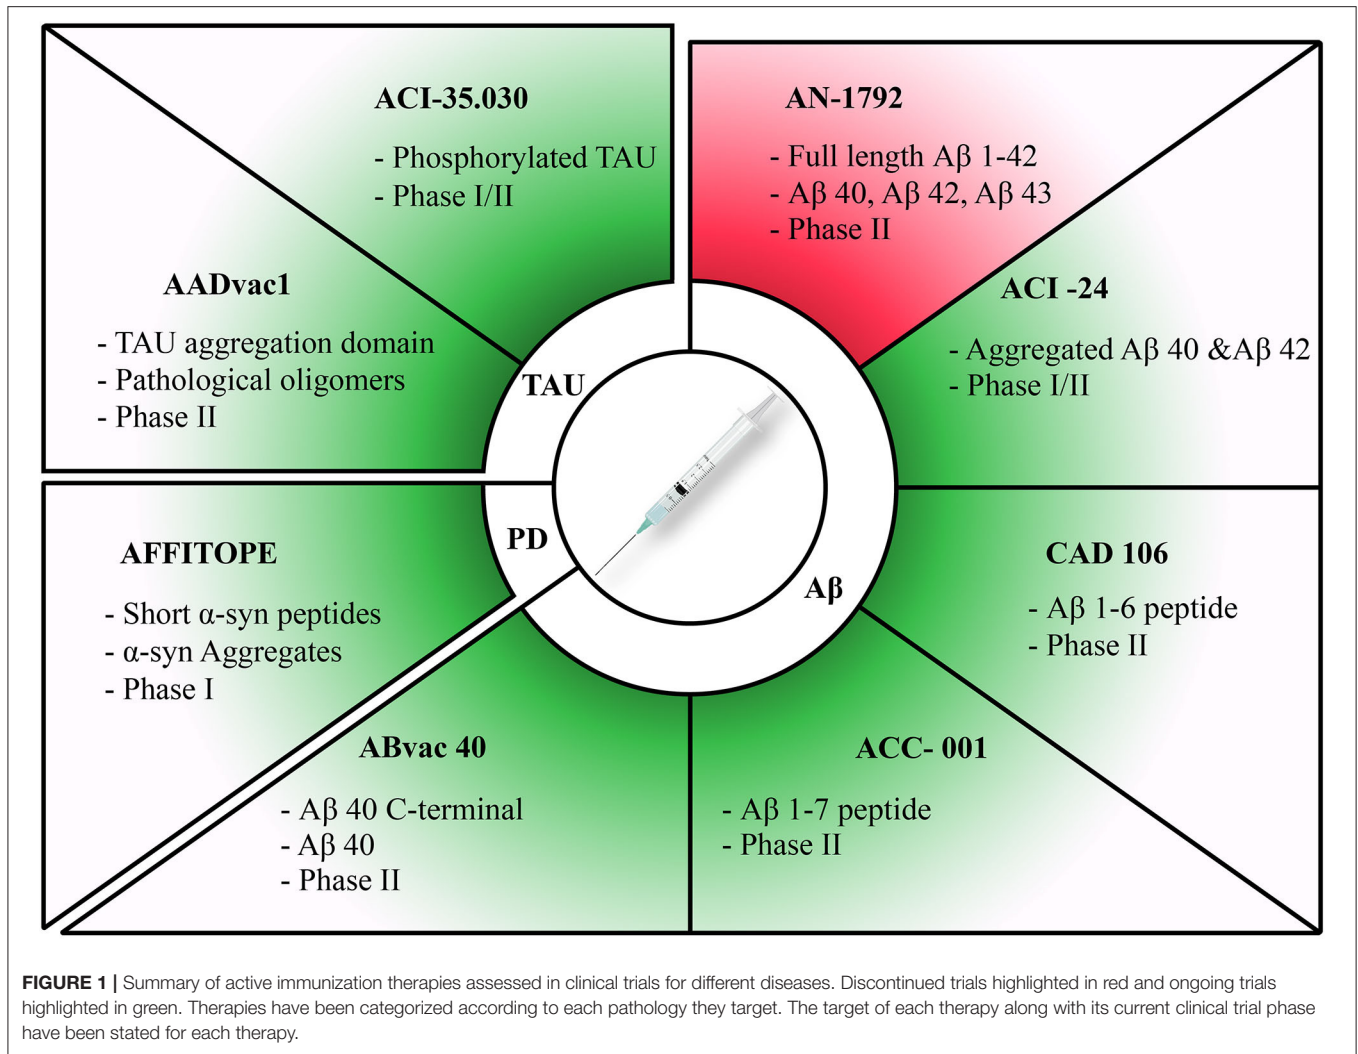 ACI-35.030
- Phosphorylated TAU
- Phase I/II
AN-1792
- Full length Aβ 1-42
- Aβ 40, Aβ 42, Aβ 43
- Phase II
AADvac1
- TAU aggregation domain
- Pathological oligomers
- Phase II
ACI -24
- Aggregated Aβ 40 &Aβ 42
- Phase I/II
TAU
PD
Aβ
AFFITOPE
- Short α-syn peptides
- α-syn Aggregates
- Phase I
CAD 106
- Aβ 1-6 peptide
- Phase II
ABvac 40
- Aβ 40 C-terminal
- Aβ 40
- Phase II
ACC- 001
- Aβ 1-7 peptide
- Phase II
FIGURE 1 | Summary of active immunization therapies assessed in clinical trials for different diseases. Discontinued trials highlighted in red and ongoing trials
highlighted in green. Therapies have been categorized according to each pathology they target. The target of each therapy along with its current clinical trial phase
have been stated for each therapy.